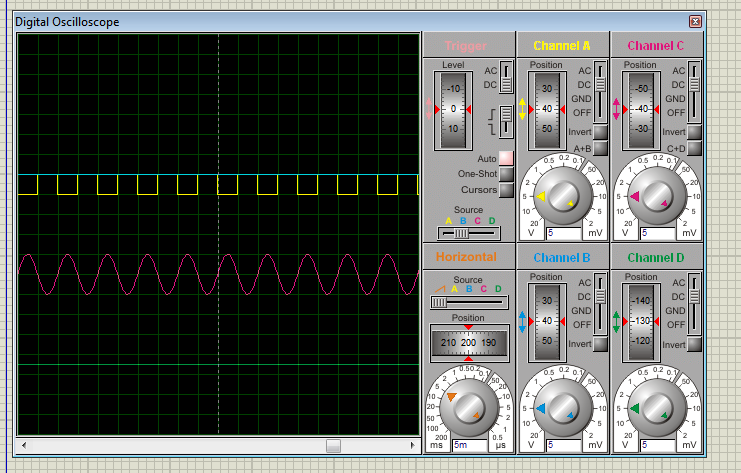 Digital Oscilloscope
Trigger
Level
-10
0
10
AC
DC
Auto
One-Shot
Cursors
Source
A B C D
Channel A
Position
30
40
50
AC
DC
GND
OFF
Invert
A+B
20 10 5 2 1 0.5 0.2 0.1 50 20 10 5 2
V 5 mV
Channel C
Position
-50
-40
-30
AC
DC
GND
OFF
Invert
C+D
20 10 5 2 1 0.5 0.2 0.1 50 20 10 5 2
V 5 mV
Horizontal
Source
A B C D
Position
210 200 190
200 100 50 20 10 5 2 1 0.5 0.2 0.1 50 20 10 5 2 1 0.5
ms 5m µs
Channel B
Position
30
40
50
AC
DC
GND
OFF
Invert
20 10 5 2 1 0.5 0.2 0.1 50 20 10 5 2
V 5 mV
Channel D
Position
-140
-130
-120
AC
DC
GND
OFF
Invert
20 10 5 2 1 0.5 0.2 0.1 50 20 10 5 2
V 5 mV